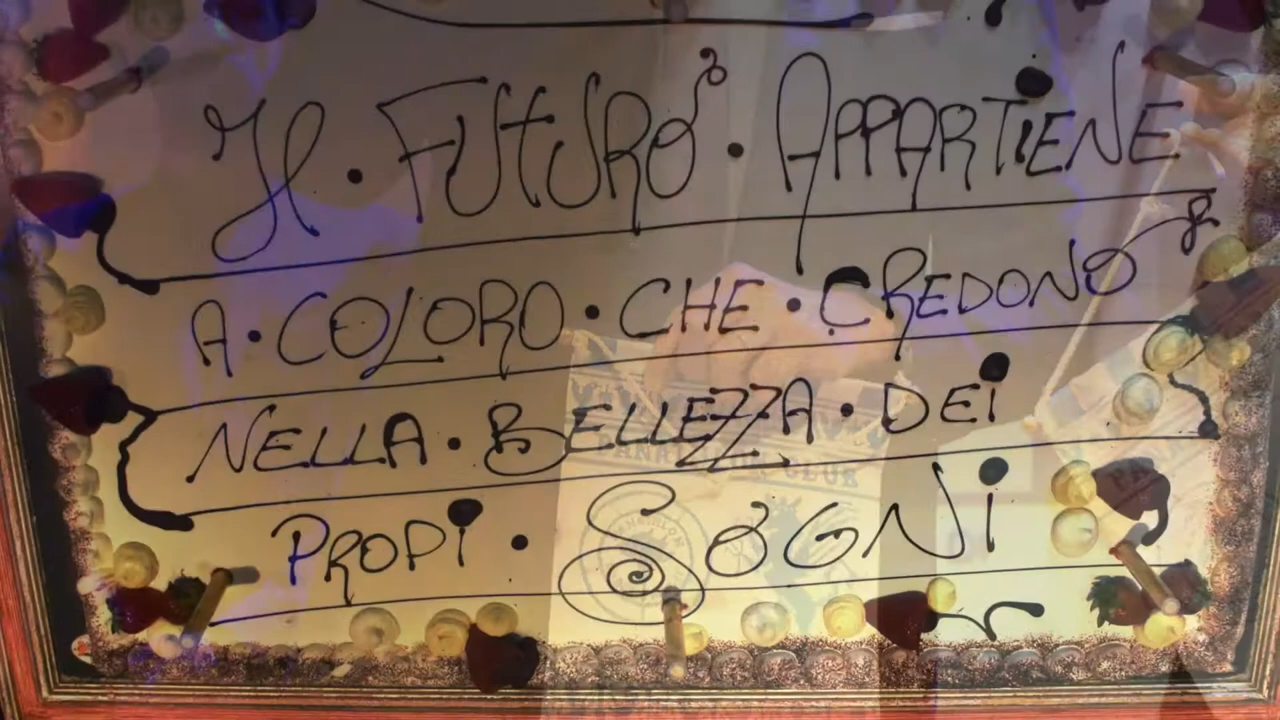 Il · FUtURO · APPARTiENE
A · COLORO · CHE · CREDONO
NELLA · BELLEZZA · DEi
PROPi · SOGNi